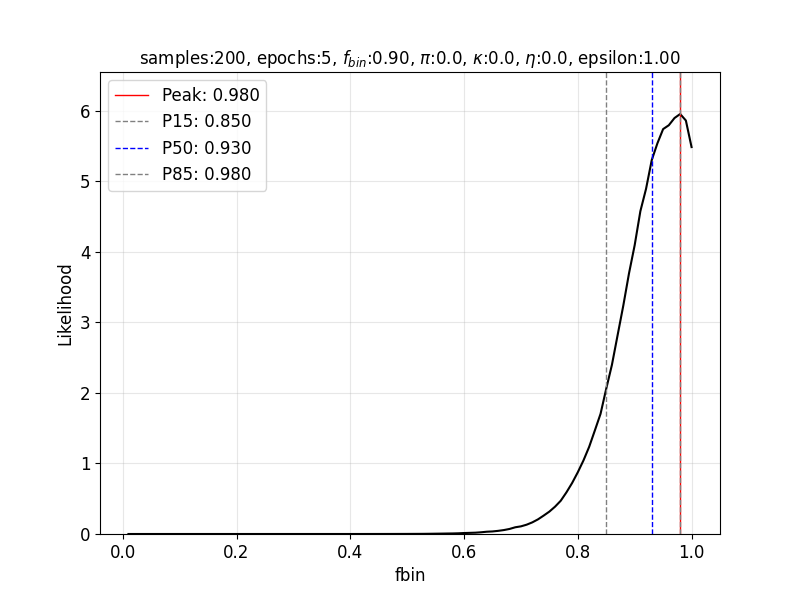 samples:200, epochs:5, f_bin:0.90, π:0.0, κ:0.0, η:0.0, epsilon:1.00
Peak: 0.980
P15: 0.850
P50: 0.930
P85: 0.980
Likelihood
6
5
4
3
2
1
0
0.0 0.2 0.4 0.6 0.8 1.0
fbin